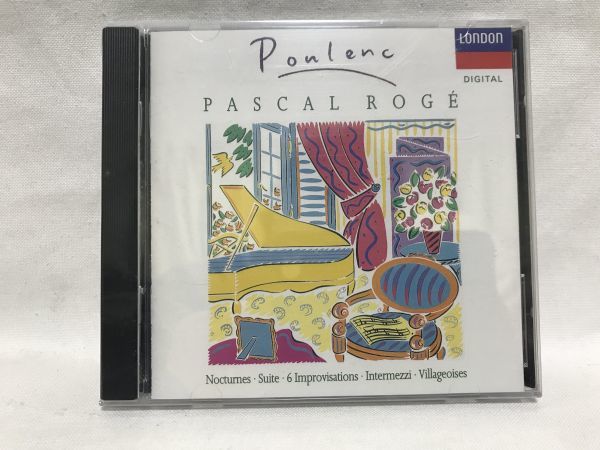 Poulenc
LONDON
DIGITAL
PASCAL ROGÉ
Nocturnes · Suite · 6 Improvisations · Intermezzi · Villageoises